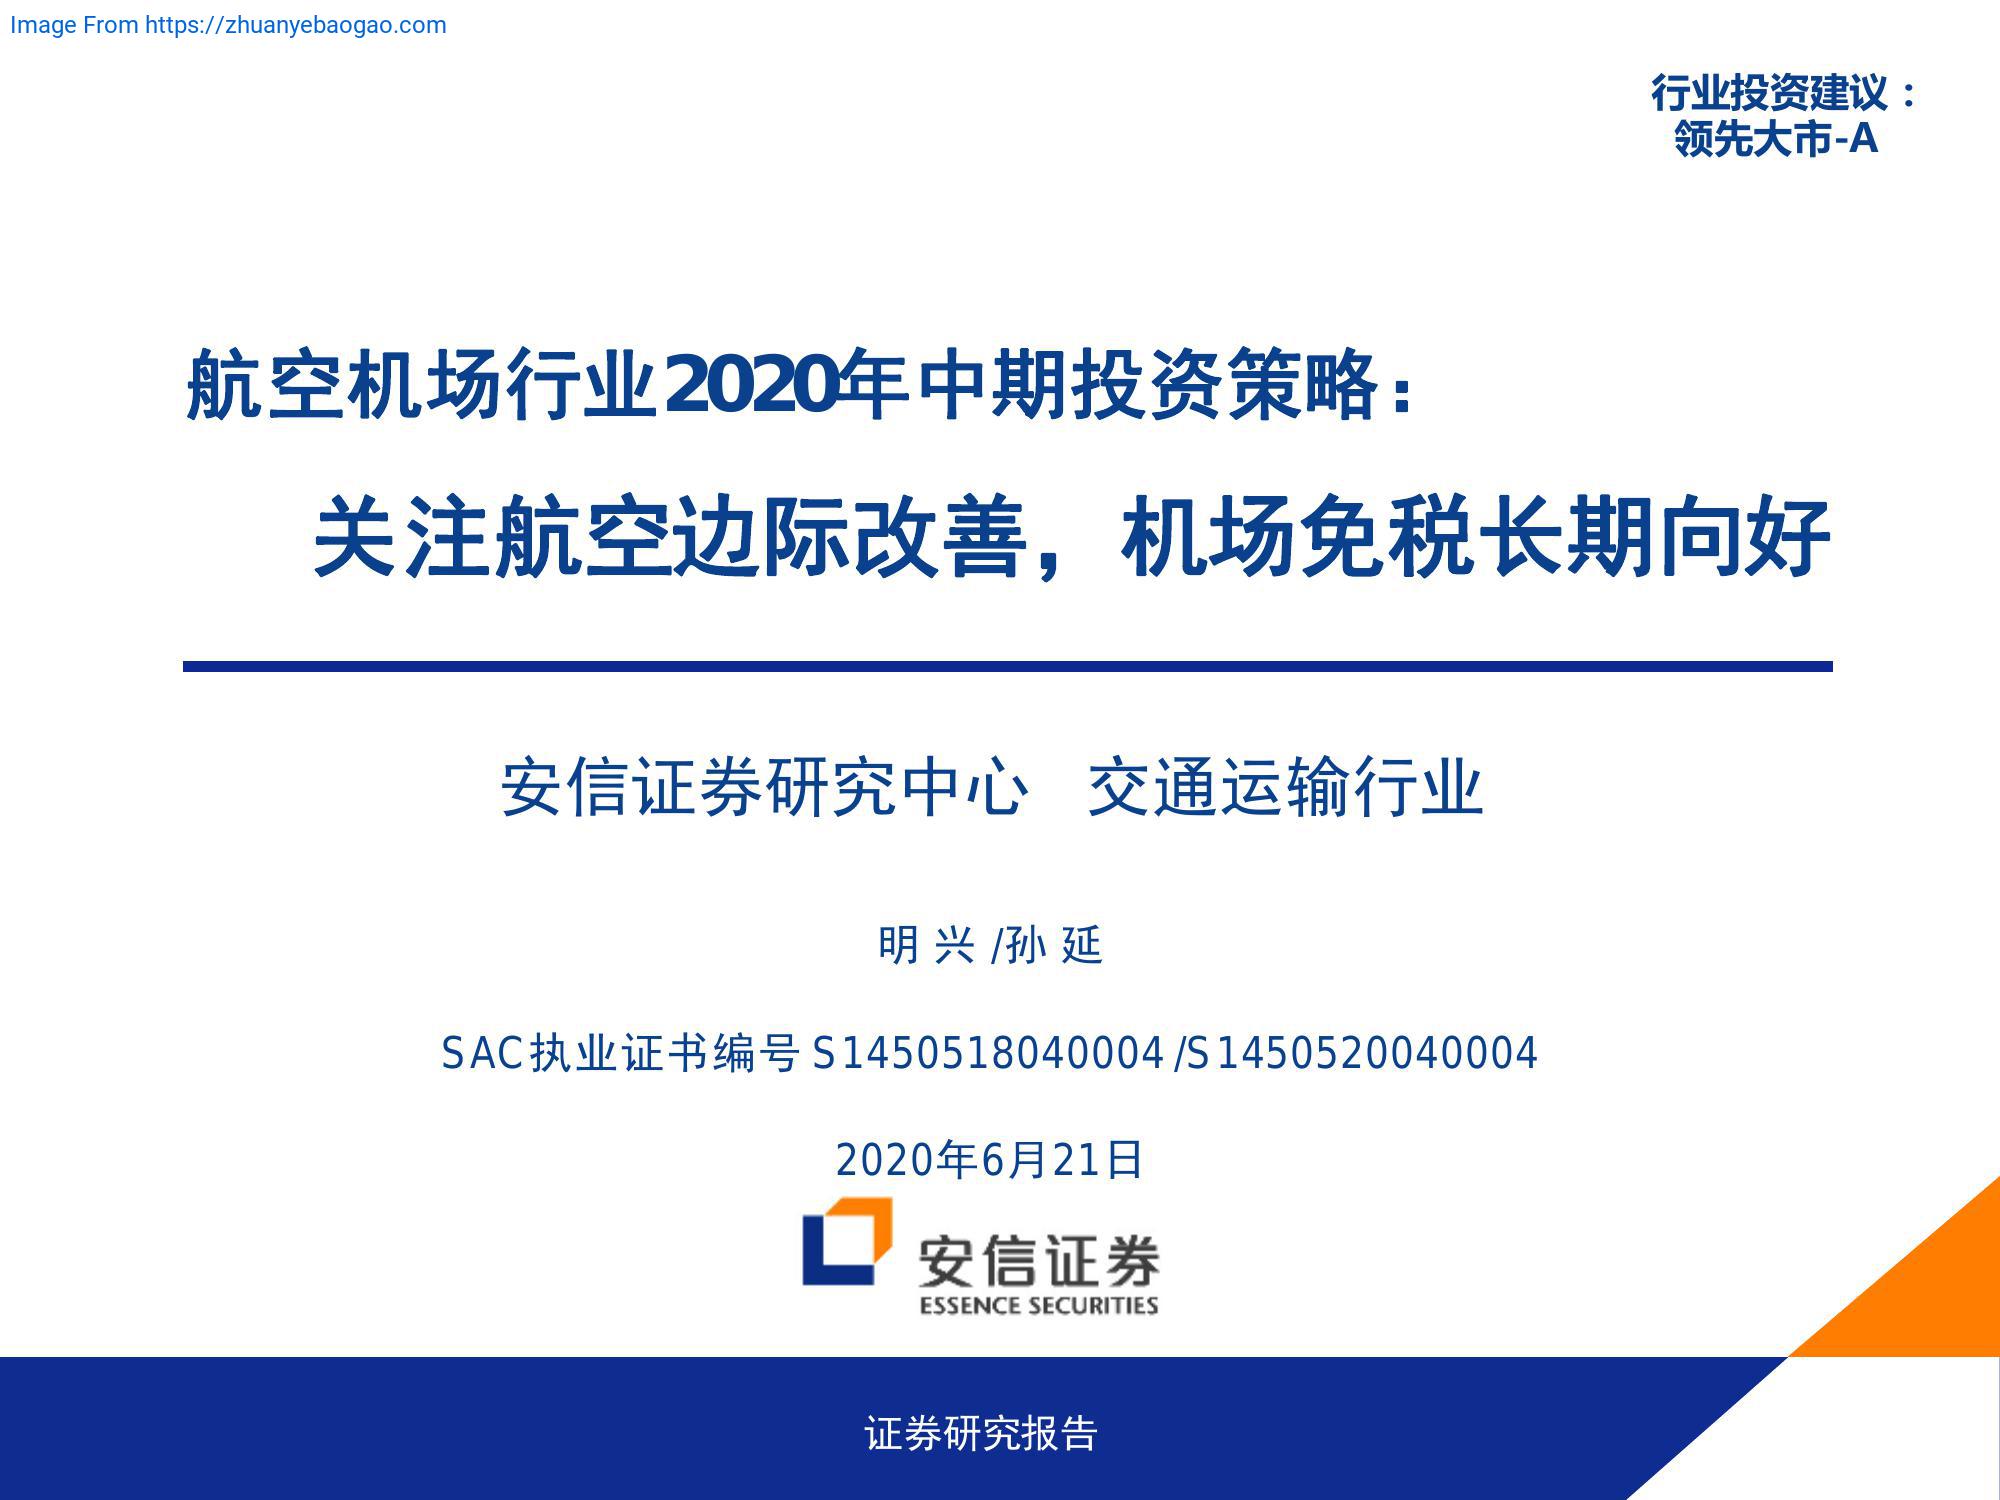 Image From https://zhuanyebaogao.com
行业投资建议：
领先大市-A
航空机场行业2020年中期投资策略：
关注航空边际改善，机场免税长期向好
安信证券研究中心 交通运输行业
明 兴 /孙 延
SAC执业证书编号 S1450518040004 /S1450520040004
2020年6月21日
安信证券
ESSENCE SECURITIES
证券研究报告